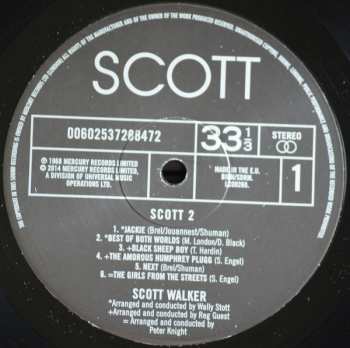 SCOTT
00602537288472
33 1/3
STEREO
℗ 1968 MERCURY RECORDS LIMITED
© 2014 MERCURY RECORDS LIMITED,
A DIVISION OF UNIVERSAL MUSIC
OPERATIONS LTD.
MADE IN THE E.U.
1
SCOTT 2
1. *JACKIE (Brel/Jouannest/Shuman)
2. *BEST OF BOTH WORLDS (M. London/D. Black)
3. +BLACK SHEEP BOY (T. Hardin)
4. +THE AMOROUS HUMPHREY PLUGG (S. Engel)
5. NEXT (Brel/Shuman)
6. =THE GIRLS FROM THE STREETS (S. Engel)
SCOTT WALKER
*Arranged and conducted by Wally Stott
+Arranged and conducted by Reg Guest
=Arranged and conducted by
Peter Knight